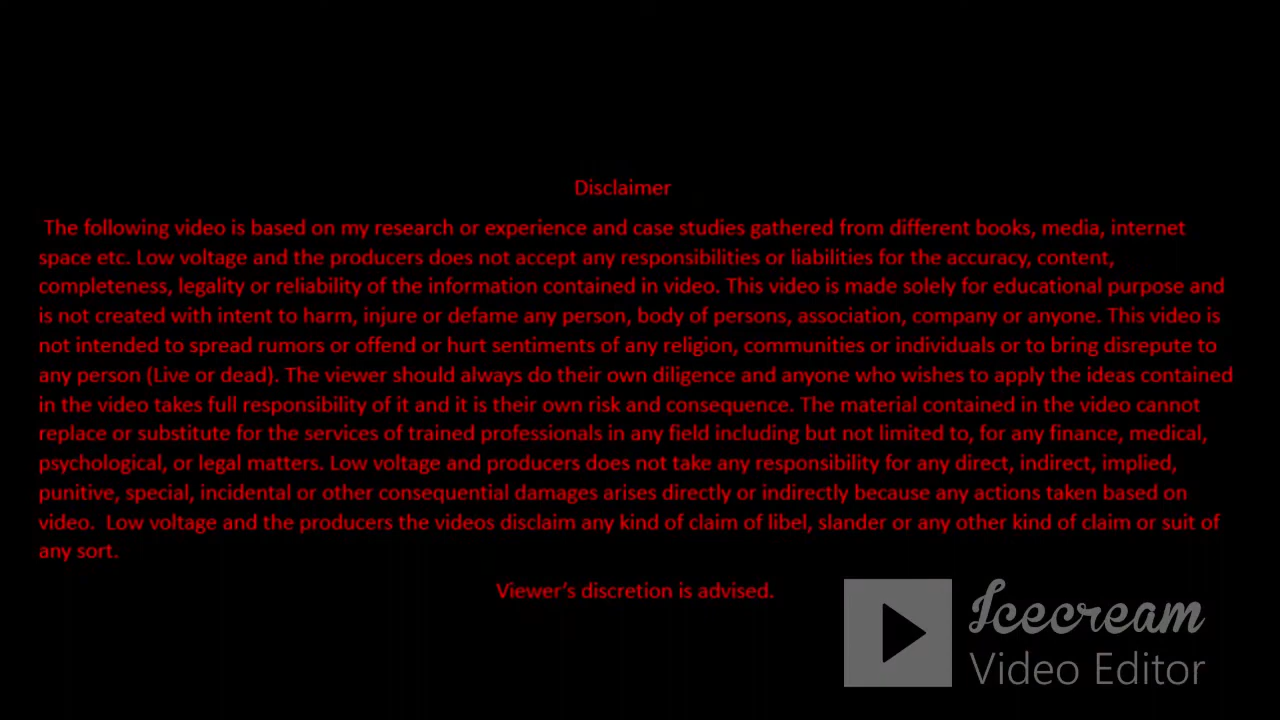 Disclaimer
The following video is based on my research or experience and case studies gathered from different books, media, internet
space etc. Low voltage and the producers does not accept any responsibilities or liabilities for the accuracy, content,
completeness, legality or reliability of the information contained in video. This video is made solely for educational purpose and
is not created with intent to harm, injure or defame any person, body of persons, association, company or anyone. This video is
not intended to spread rumors or offend or hurt sentiments of any religion, communities or individuals or to bring disrepute to
any person (Live or dead). The viewer should always do their own diligence and anyone who wishes to apply the ideas contained
in the video takes full responsibility of it and it is their own risk and consequence. The material contained in the video cannot
replace or substitute for the services of trained professionals in any field including but not limited to, for any finance, medical,
psychological, or legal matters. Low voltage and producers does not take any responsibility for any direct, indirect, implied,
punitive, special, incidental or other consequential damages arises directly or indirectly because any actions taken based on
video.  Low voltage and the producers the videos disclaim any kind of claim of libel, slander or any other kind of claim or suit of
any sort.
Viewer’s discretion is advised.
Icecream
Video Editor